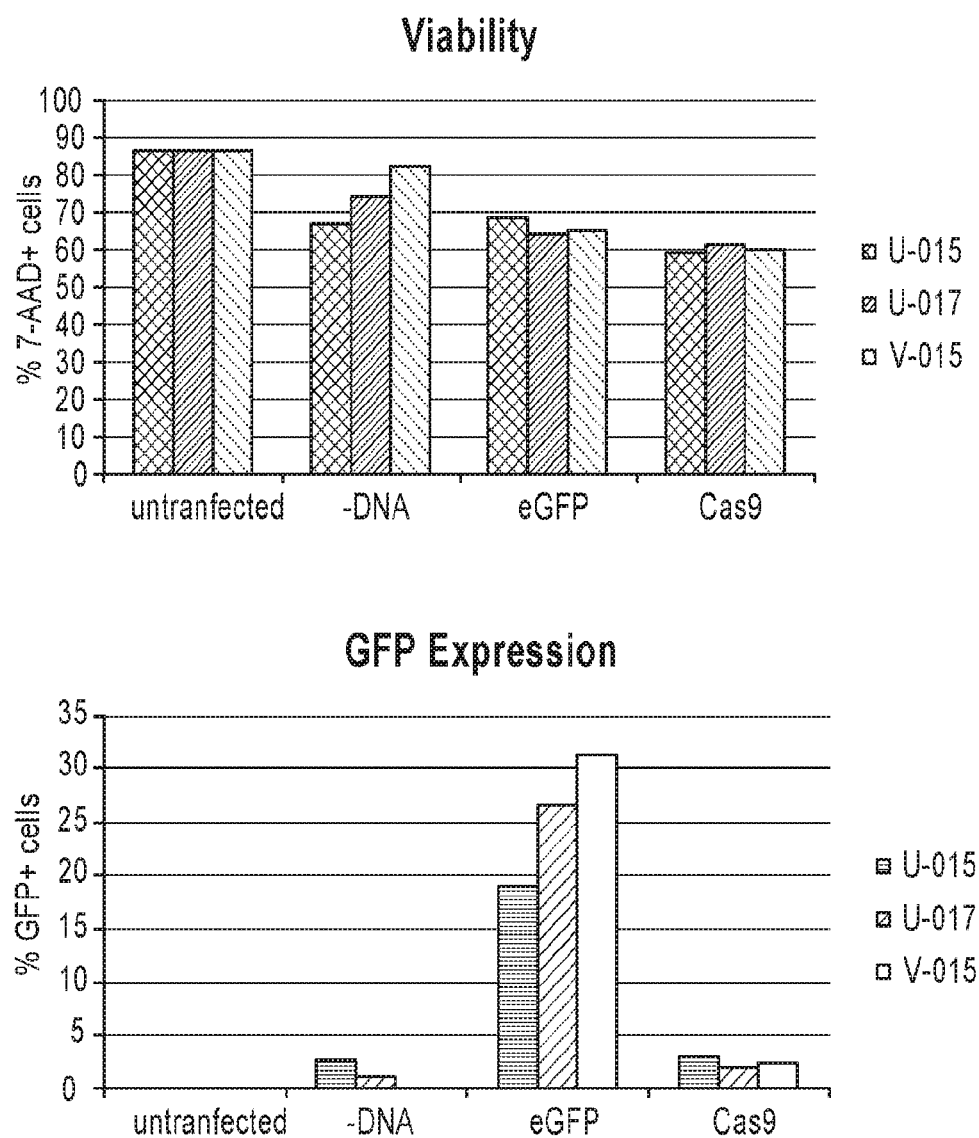 Viability
100
90
80
70
60
50
40
30
20
10
0
% 7-AAD+ cells
untranfected -DNA eGFP Cas9
U-015
U-017
V-015
GFP Expression
35
30
25
20
15
10
5
0
% GFP+ cells
untranfected -DNA eGFP Cas9
U-015
U-017
V-015